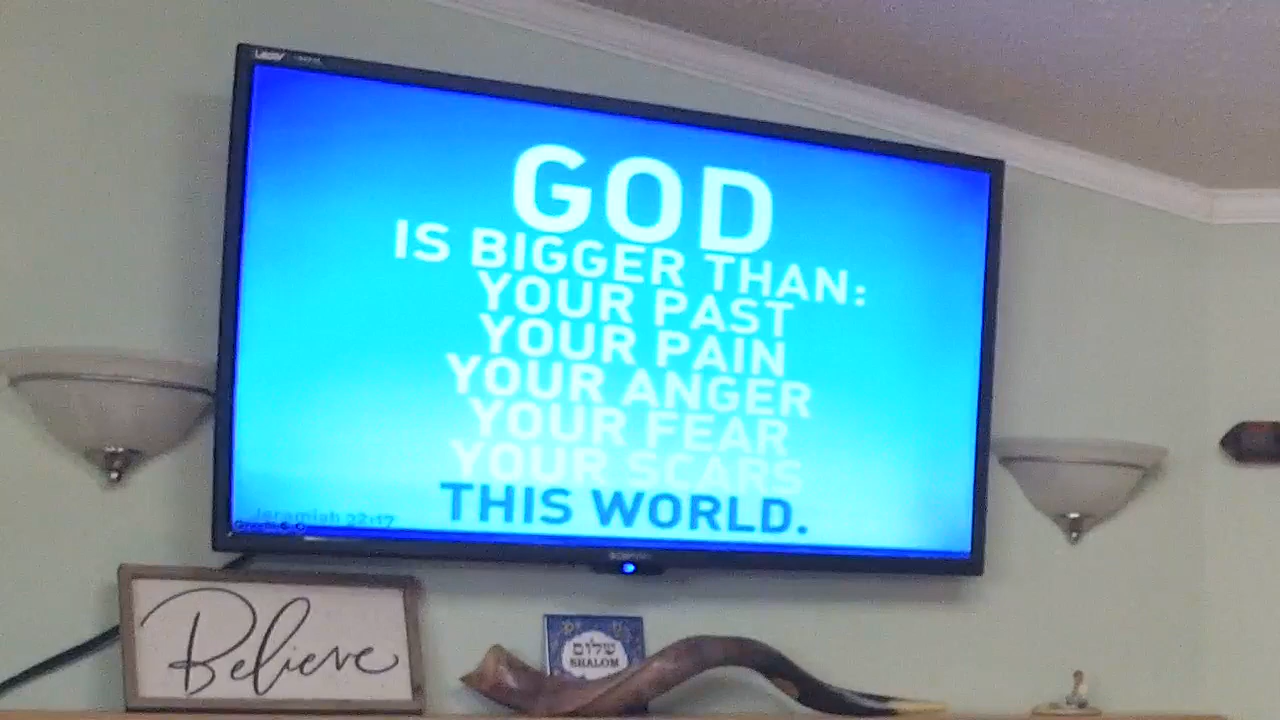 GOD
IS BIGGER THAN:
YOUR PAST
YOUR PAIN
YOUR ANGER
YOUR FEAR
YOUR SCARS
THIS WORLD.
Jeremiah 32:17
Believe
שלום
SHALOM